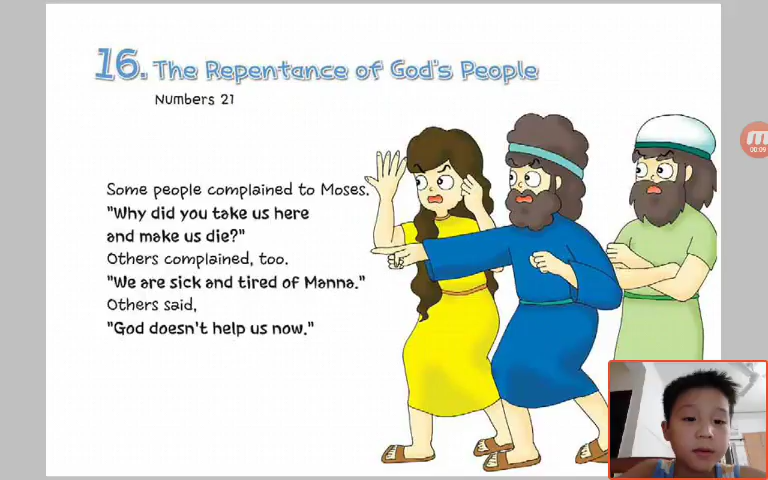 16. The Repentance of God's People
Numbers 21
Some people complained to Moses.
"Why did you take us here
and make us die?"
Others complained, too.
"We are sick and tired of Manna."
Others said,
"God doesn't help us now."
M
00:09